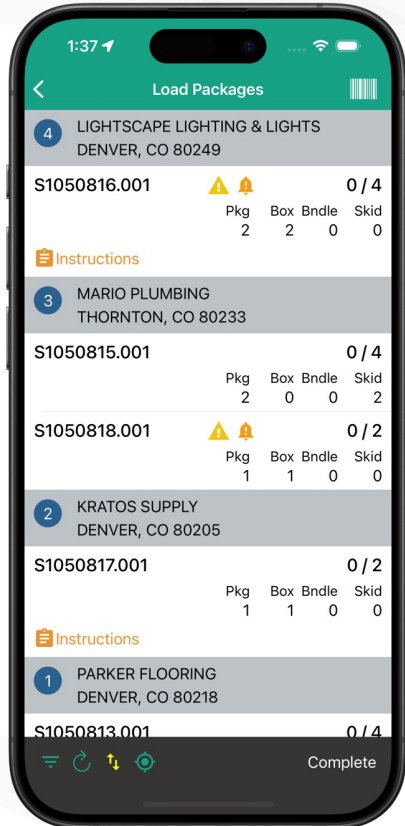 1:37
Load Packages
4 LIGHTSCAPE LIGHTING & LIGHTS
DENVER, CO 80249
S1050816.001 0 / 4
Pkg Box Bndle Skid
2 2 0 0
Instructions
3 MARIO PLUMBING
THORNTON, CO 80233
S1050815.001 0 / 4
Pkg Box Bndle Skid
2 0 0 2
S1050818.001 0 / 2
Pkg Box Bndle Skid
1 1 0 0
2 KRATOS SUPPLY
DENVER, CO 80205
S1050817.001 0 / 2
Pkg Box Bndle Skid
1 1 0 0
Instructions
1 PARKER FLOORING
DENVER, CO 80218
S1050813.001 0 / 4
Complete